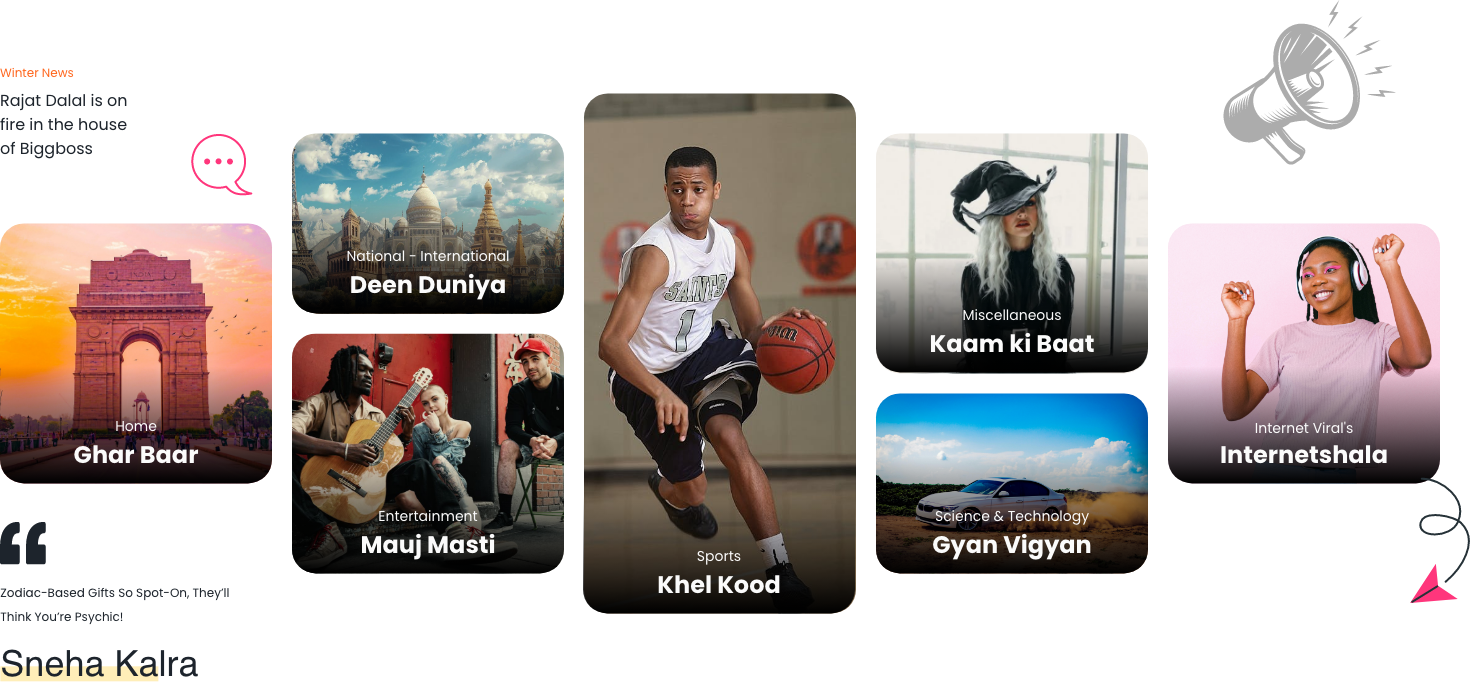 Winter News
Rajat Dalal is on
fire in the house
of Biggboss
National - International
Deen Duniya
Home
Ghar Baar
Entertainment
Mauj Masti
SAINTS
1
Sports
Khel Kood
Miscellaneous
Kaam ki Baat
Science & Technology
Gyan Vigyan
Internet Viral's
Internetshala
Zodiac-Based Gifts So Spot-On, They'll
Think You're Psychic!
Sneha Kalra